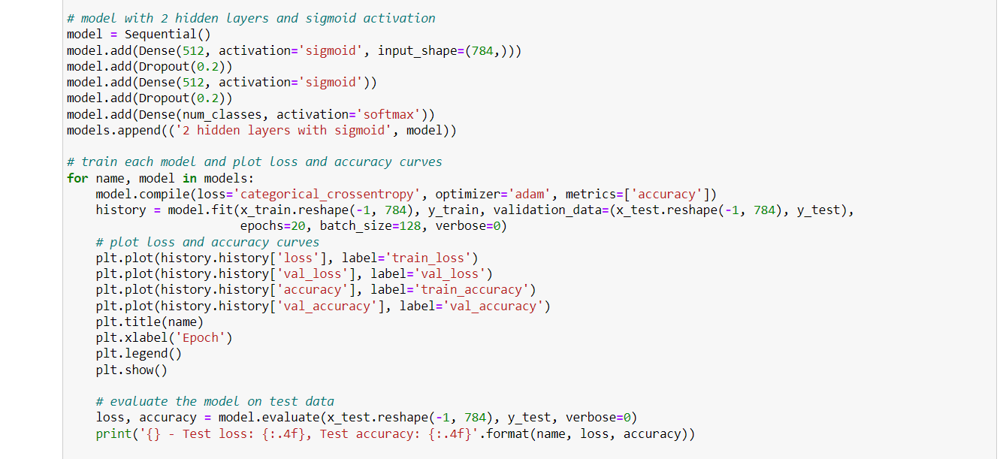 # model with 2 hidden layers and sigmoid activation
model = Sequential()
model.add(Dense(512, activation='sigmoid', input_shape=(784,)))
model.add(Dropout(0.2))
model.add(Dense(512, activation='sigmoid'))
model.add(Dropout(0.2))
model.add(Dense(num_classes, activation='softmax'))
models.append(('2 hidden layers with sigmoid', model))

# train each model and plot loss and accuracy curves
for name, model in models:
    model.compile(loss='categorical_crossentropy', optimizer='adam', metrics=['accuracy'])
    history = model.fit(x_train.reshape(-1, 784), y_train, validation_data=(x_test.reshape(-1, 784), y_test),
                        epochs=20, batch_size=128, verbose=0)
    # plot loss and accuracy curves
    plt.plot(history.history['loss'], label='train_loss')
    plt.plot(history.history['val_loss'], label='val_loss')
    plt.plot(history.history['accuracy'], label='train_accuracy')
    plt.plot(history.history['val_accuracy'], label='val_accuracy')
    plt.title(name)
    plt.xlabel('Epoch')
    plt.legend()
    plt.show()

    # evaluate the model on test data
    loss, accuracy = model.evaluate(x_test.reshape(-1, 784), y_test, verbose=0)
    print('{} - Test loss: {:.4f}, Test accuracy: {:.4f}'.format(name, loss, accuracy))